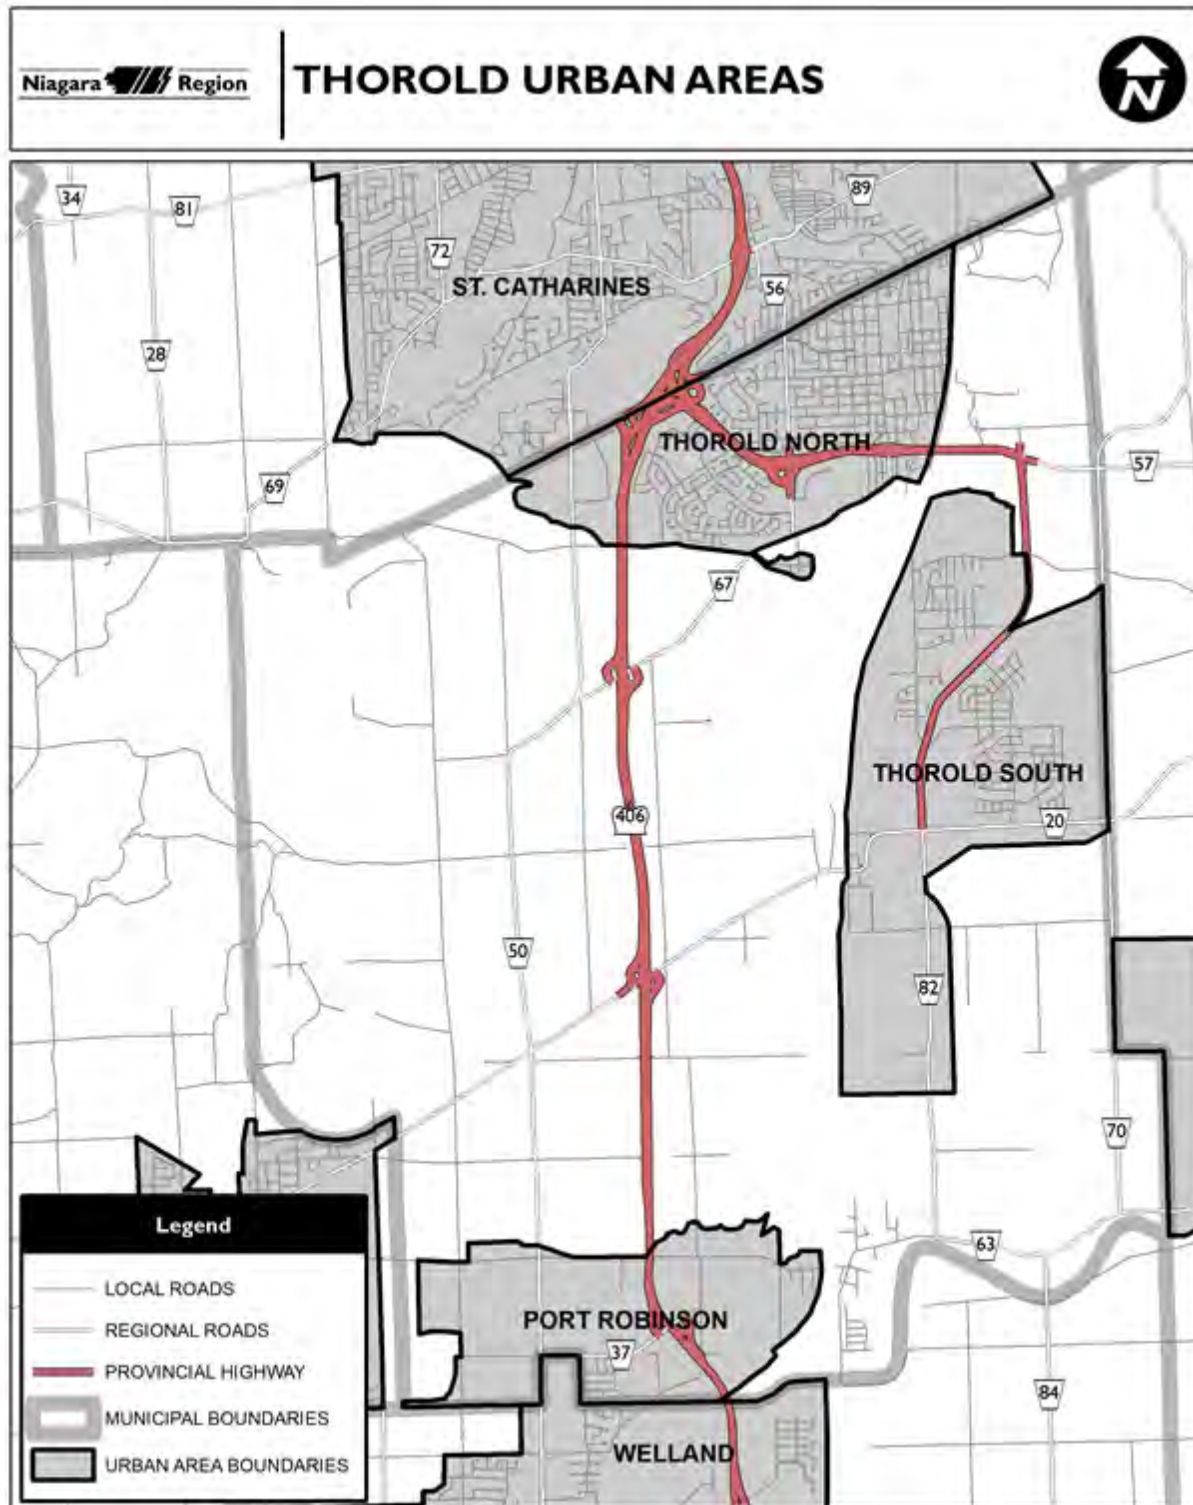 Niagara Region
THOROLD URBAN AREAS
N
34
81
89
72
ST. CATHARINES
56
28
THOROLD NORTH
57
69
67
THOROLD SOUTH
406
20
50
82
70
63
PORT ROBINSON
37
84
WELLAND
Legend
LOCAL ROADS
REGIONAL ROADS
PROVINCIAL HIGHWAY
MUNICIPAL BOUNDARIES
URBAN AREA BOUNDARIES